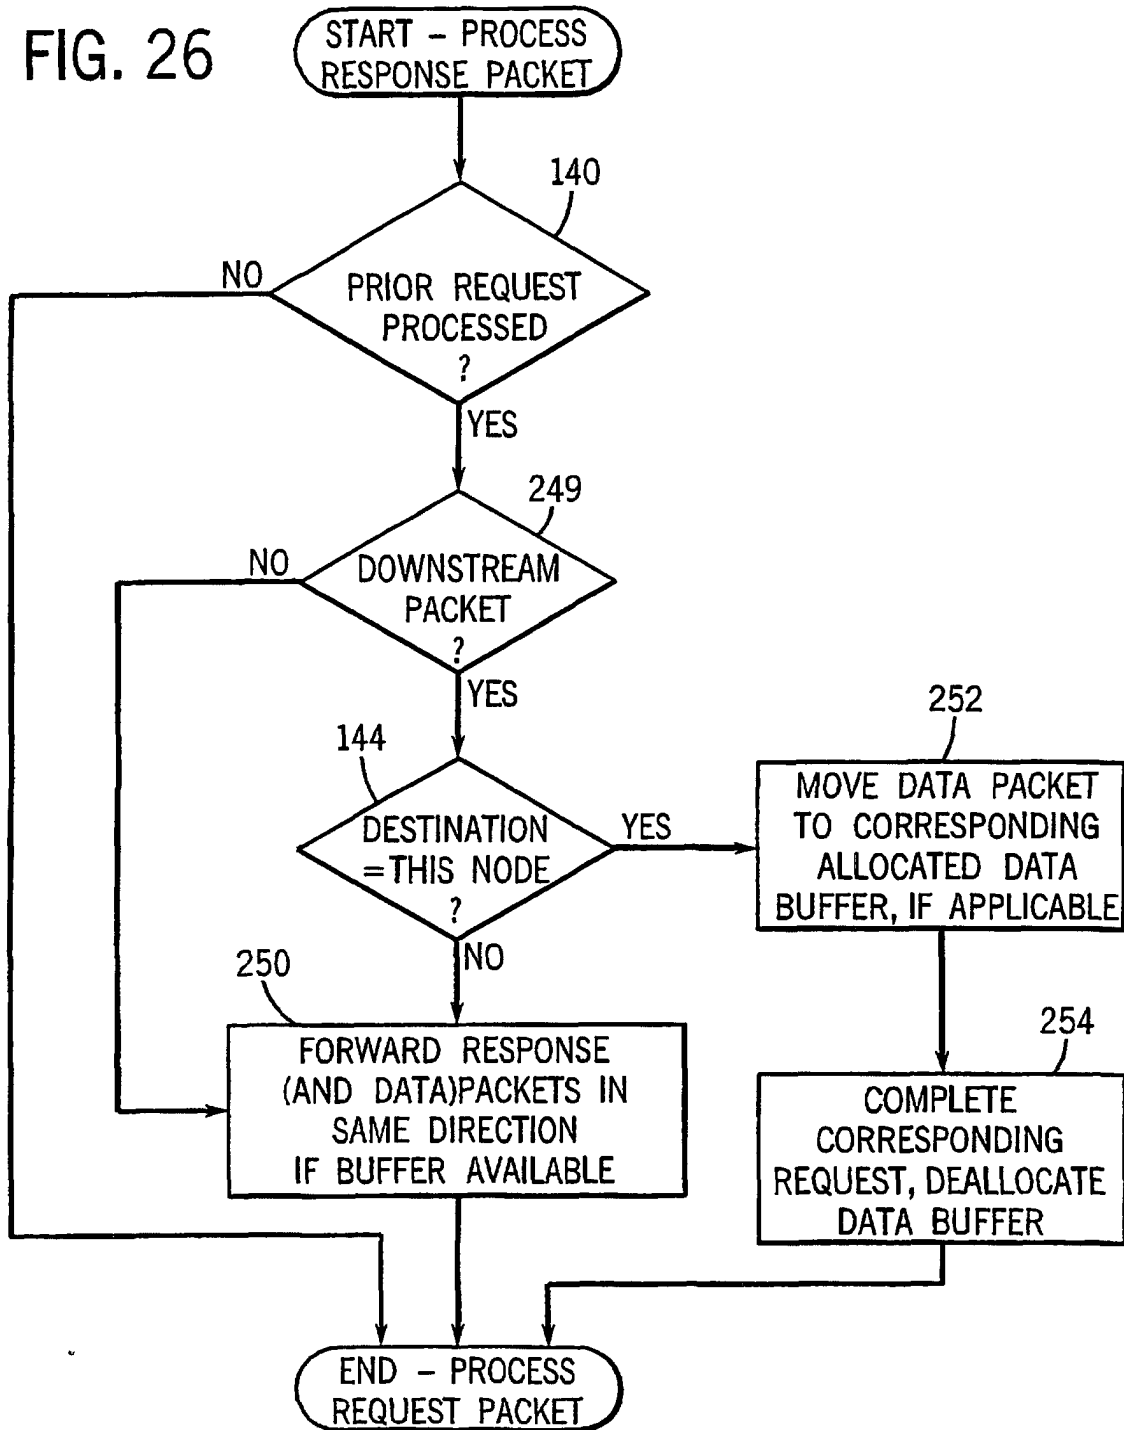 FIG. 26
START - PROCESS
RESPONSE PACKET
140
NO
PRIOR REQUEST
PROCESSED
?
YES
249
NO
DOWNSTREAM
PACKET
?
YES
144
DESTINATION
=THIS NODE
?
YES
NO
252
MOVE DATA PACKET
TO CORRESPONDING
ALLOCATED DATA
BUFFER, IF APPLICABLE
250
FORWARD RESPONSE
(AND DATA)PACKETS IN
SAME DIRECTION
IF BUFFER AVAILABLE
254
COMPLETE
CORRESPONDING
REQUEST, DEALLOCATE
DATA BUFFER
END - PROCESS
REQUEST PACKET